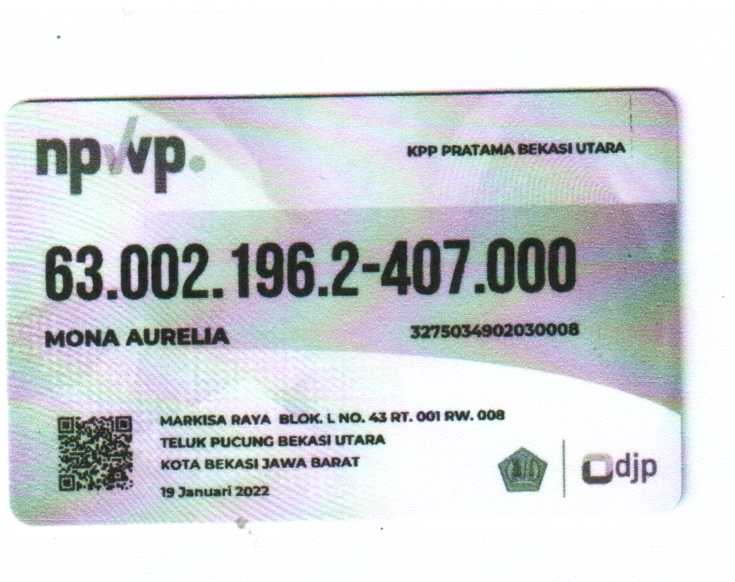 npwp.
KPP PRATAMA BEKASI UTARA
63.002.196.2-407.000
MONA AURELIA
3275034902030008
MARKISA RAYA BLOK. L NO. 43 RT. 001 RW. 008
TELUK PUCUNG BEKASI UTARA
KOTA BEKASI JAWA BARAT
19 Januari 2022
djp